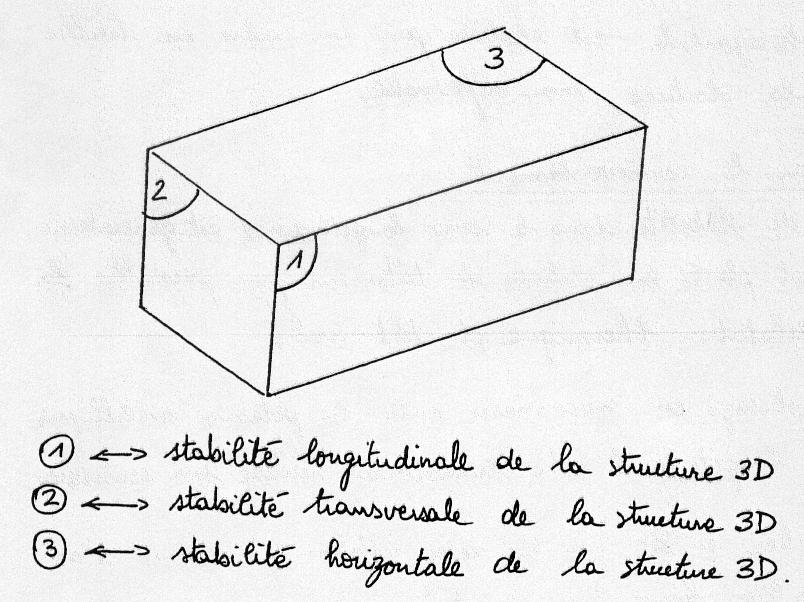 3
2
1
1 ↔ stabilité longitudinale de la structure 3D
2 ↔ stabilité transversale de la structure 3D
3 ↔ stabilité horizontale de la structure 3D.